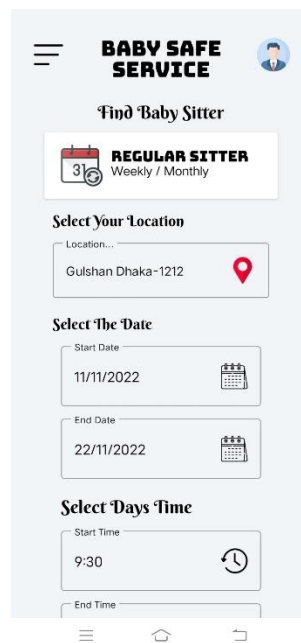 BABY SAFE
SERVICE
Find Baby Sitter
31
REGULAR SITTER
Weekly / Monthly
Select Your Location
Location...
Gulshan Dhaka-1212
Select The Date
Start Date
11/11/2022
End Date
22/11/2022
Select Days Time
Start Time
9:30
End Time